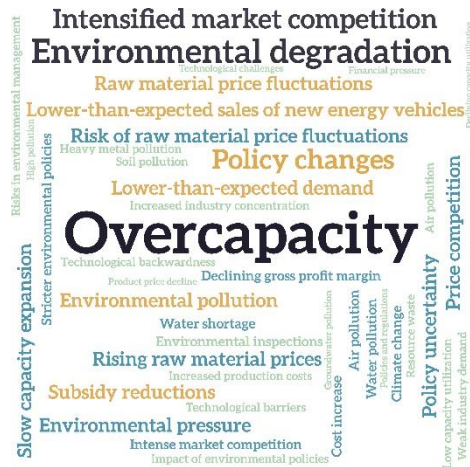 Intensified market competition
Environmental degradation
Technological challenges
Financial pressure
Raw material price fluctuations
Lower-than-expected sales of new energy vehicles
Risk of raw material price fluctuations
Heavy metal pollution
Soil pollution
Policy changes
Lower-than-expected demand
Increased industry concentration
Overcapacity
Technological backwardness
Declining gross profit margin
Product price decline
Environmental pollution
Water shortage
Environmental inspections
Rising raw material prices
Increased production costs
Subsidy reductions
Technological barriers
Environmental pressure
Intense market competition
Impact of environmental policies
Risks in environmental management
High pollution
Stricter environmental policies
Slow capacity expansion
Groundwater pollution
Cost increase
Air pollution
Water pollution
Policies and regulations
Climate change
Resource waste
Policy uncertainty
Air pollution
Price competition
Low capacity utilization
Weak industry demand